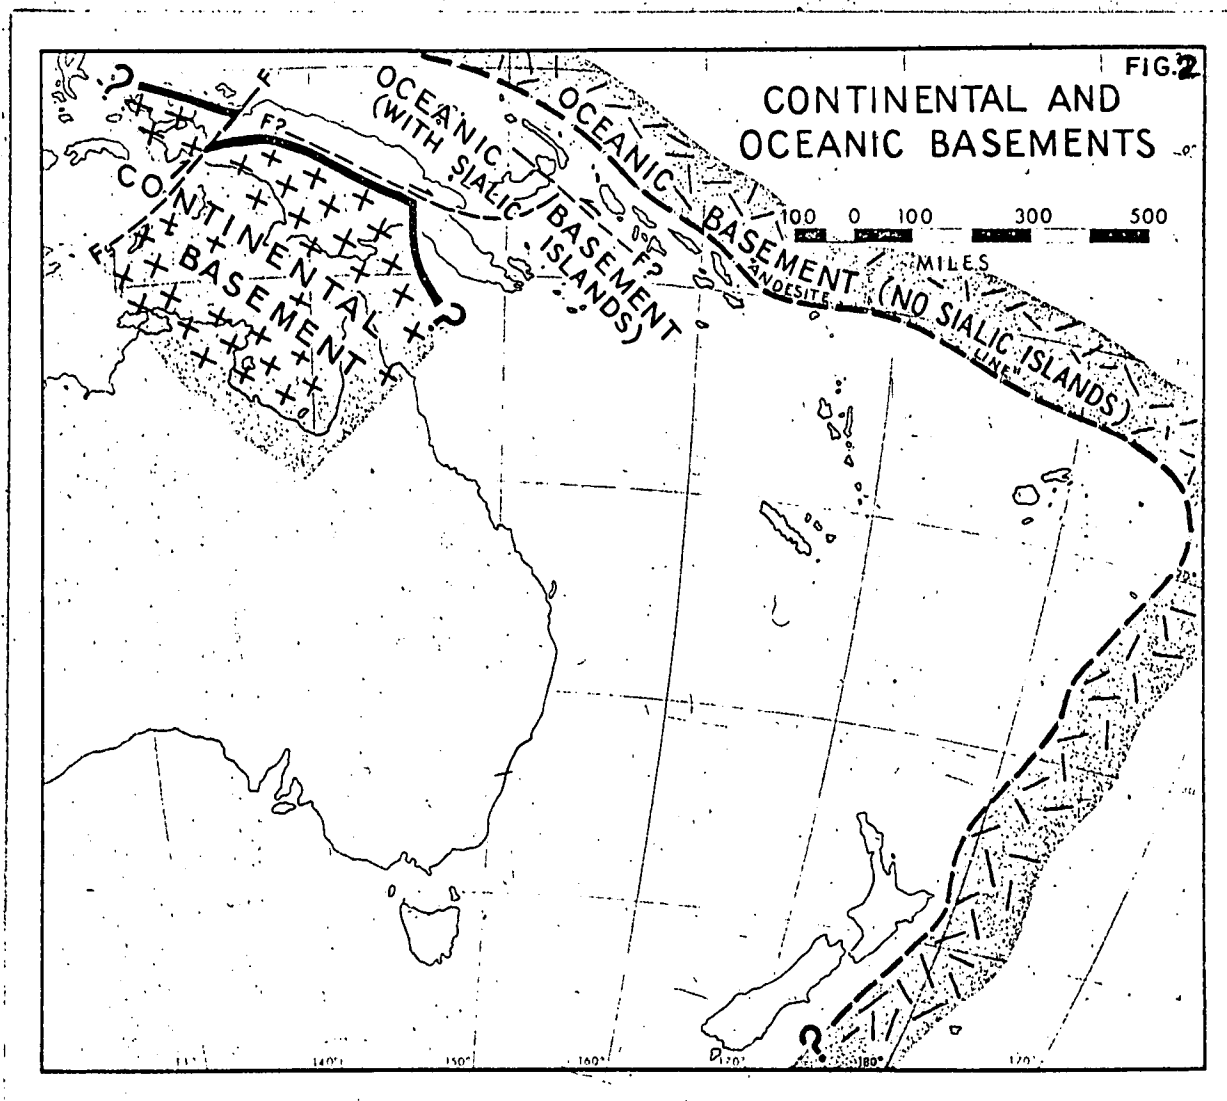 FIG.2
CONTINENTAL AND
OCEANIC BASEMENTS
100 0 100 300 500
MILES
?
F
F?
F
CONTINENTAL
BASEMENT
?
OCEANIC BASEMENT
(WITH SIALIC ISLANDS)
F?
OCEANIC BASEMENT (NO SIALIC ISLANDS)
"ANDESITE LINE"
?
140°
150°
160°
170°
180°
170°